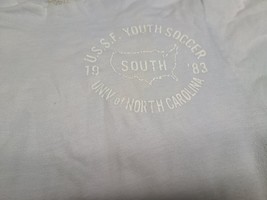 U.S.S.F. YOUTH SOCCER
SOUTH
19 83
UNIV of NORTH CAROLINA